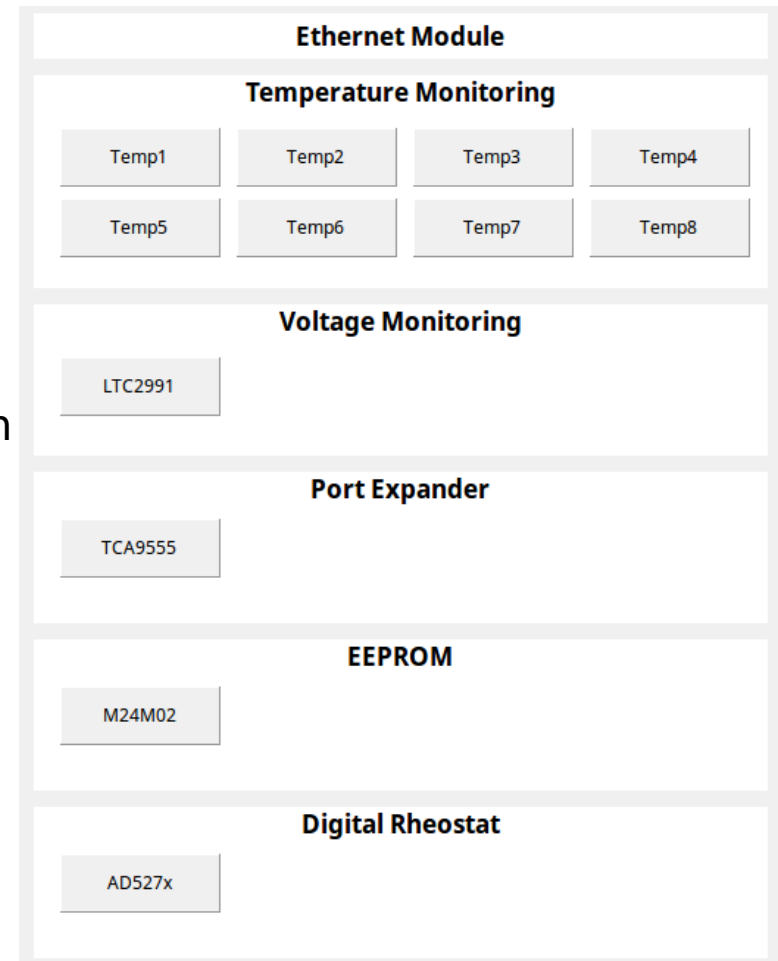 Ethernet Module
Temperature Monitoring
Temp1 Temp2 Temp3 Temp4
Temp5 Temp6 Temp7 Temp8
Voltage Monitoring
LTC2991
n
Port Expander
TCA9555
EEPROM
M24M02
Digital Rheostat
AD527x